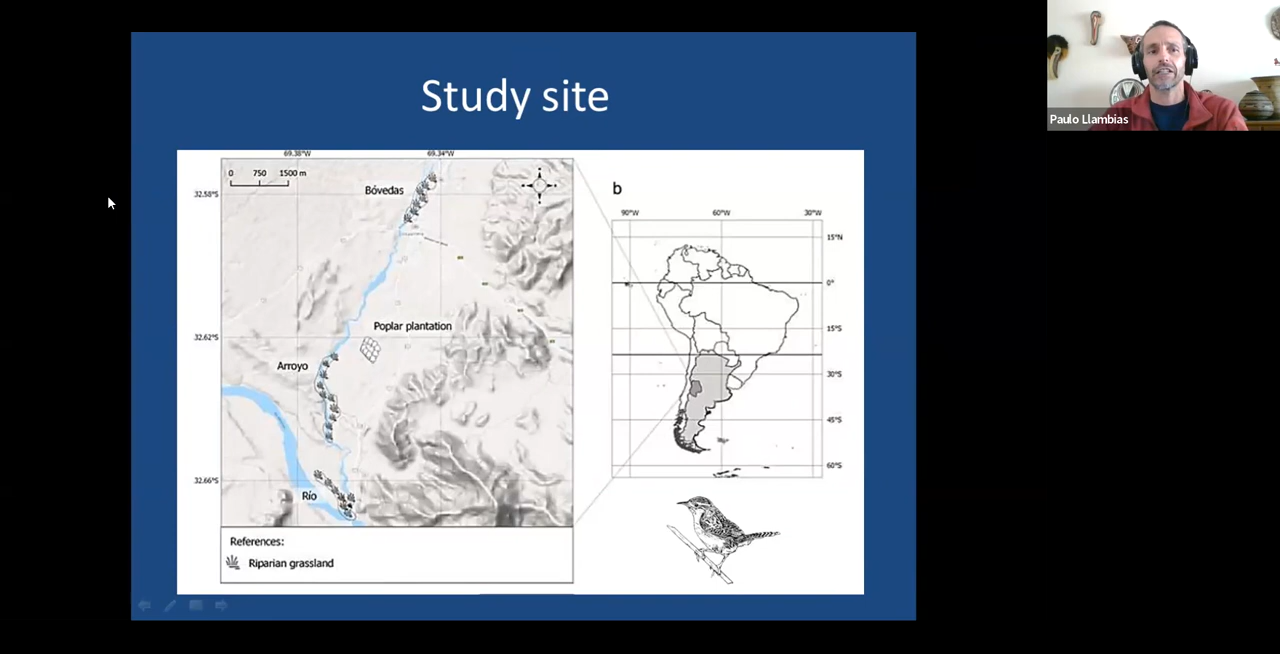 Study site
Paulo Llambias
69.38°W 69.34°W
0 750 1500 m
Bóvedas
32.58°S
Poplar plantation
32.62°S
Arroyo
32.66°S
Río
References:
Riparian grassland
b
90°W 60°W 30°W
15°N
0°
15°S
30°S
45°S
60°S